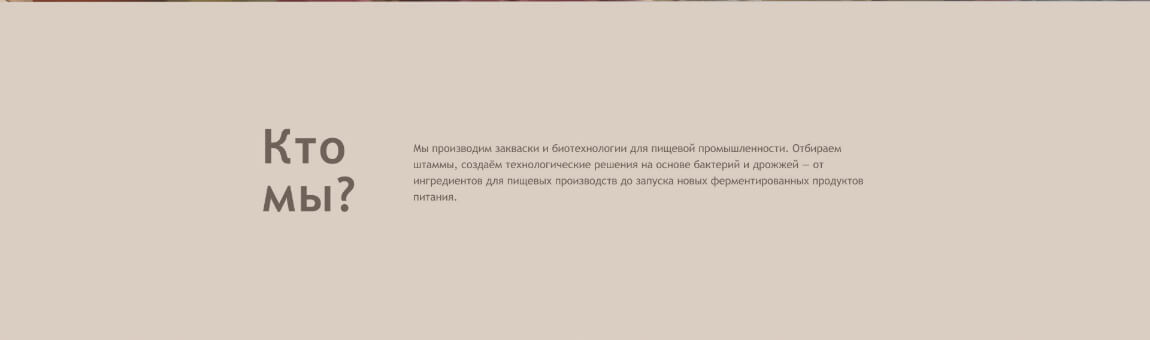 Кто
мы?
Мы производим закваски и биотехнологии для пищевой промышленности. Отбираем
штаммы, создаём технологические решения на основе бактерий и дрожжей — от
ингредиентов для пищевых производств до запуска новых ферментированных продуктов
питания.